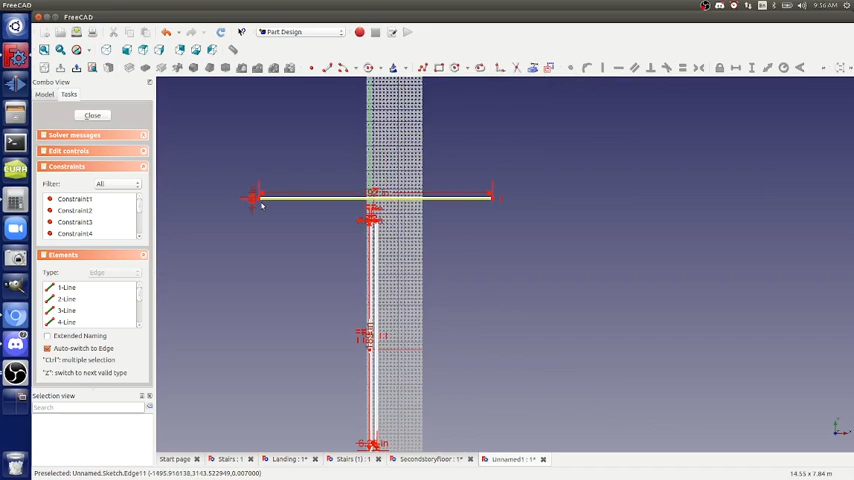 FreeCAD
En
9:56 AM
FreeCAD
Part Design
Combo View
Model
Tasks
Close
Solver messages
Edit controls
Constraints
Filter:
All
Constraint1
Constraint2
Constraint3
Constraint4
Elements
Type:
Edge
1-Line
2-Line
3-Line
4-Line
Extended Naming
Auto-switch to Edge
"Ctrl": multiple selection
"Z": switch to next valid type
Selection view
Search
CURA
Start page
Stairs : 1
Landing : 1*
Stairs (1) : 1
Secondstoryfloor : 1*
Unnamed1 : 1*
Preselected: Unnamed.Sketch.Edge11 (-1895.916138,3143.522949,0.007000)
14.55 x 7.84 m